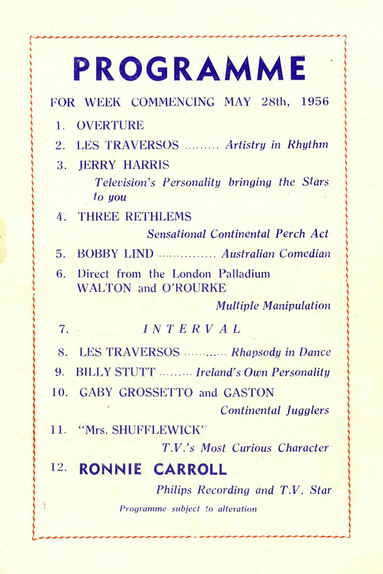 PROGRAMME
FOR WEEK COMMENCING MAY 28th, 1956
1. OVERTURE
2. LES TRAVERSOS ......... Artistry in Rhythm
3. JERRY HARRIS
Television's Personality bringing the Stars
to you
4. THREE RETHLEMS
Sensational Continental Perch Act
5. BOBBY LIND ............... Australian Comedian
6. Direct from the London Palladium
WALTON and O'ROURKE
Multiple Manipulation
7. INTERVAL
8. LES TRAVERSOS ........... Rhapsody in Dance
9. BILLY STUTT ......... Ireland's Own Personality
10. GABY GROSSETTO and GASTON
Continental Jugglers
11. "Mrs. SHUFFLEWICK"
T.V.'s Most Curious Character
12. RONNIE CARROLL
Philips Recording and T.V. Star
Programme subject to alteration